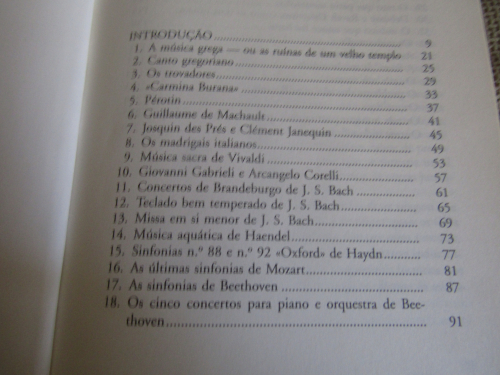 INTRODUÇÃO ........ 9
1. A música grega — ou as ruínas de um velho templo 21
2. Canto gregoriano ........ 25
3. Os trovadores ........ 29
4. «Carmina Burana» ........ 33
5. Pérotin ........ 37
6. Guillaume de Machault ........ 41
7. Josquin des Prés e Clément Janequin ........ 45
8. Os madrigais italianos ........ 49
9. Música sacra de Vivaldi ........ 53
10. Giovanni Gabrieli e Arcangelo Corelli ........ 57
11. Concertos de Brandeburgo de J. S. Bach ........ 61
12. Teclado bem temperado de J. S. Bach ........ 65
13. Missa em si menor de J. S. Bach ........ 69
14. Música aquática de Haendel ........ 73
15. Sinfonias n.º 88 e n.º 92 «Oxford» de Haydn ........ 77
16. As últimas sinfonias de Mozart ........ 81
17. As sinfonias de Beethoven ........ 87
18. Os cinco concertos para piano e orquestra de Bee-
thoven ........ 91